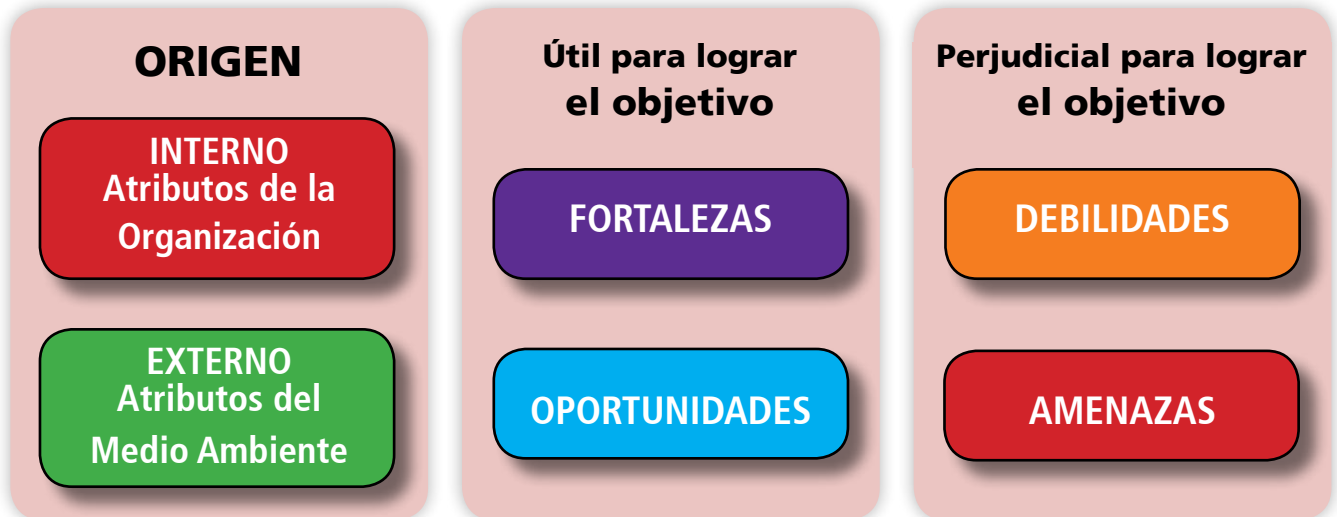 ORIGEN
INTERNO
Atributos de la
Organización
EXTERNO
Atributos del
Medio Ambiente
Útil para lograr
el objetivo
FORTALEZAS
OPORTUNIDADES
Perjudicial para lograr
el objetivo
DEBILIDADES
AMENAZAS